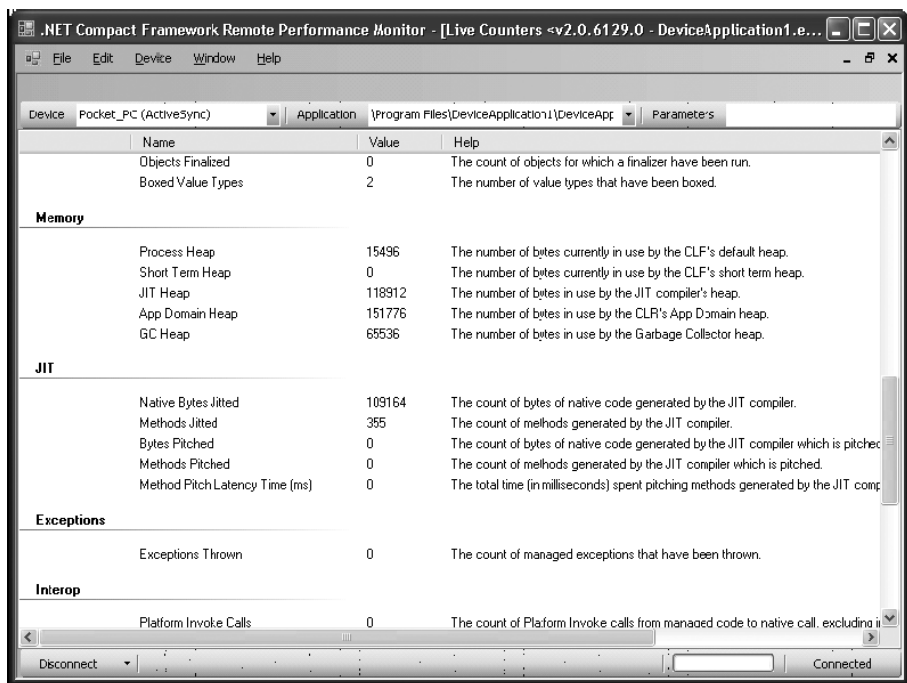 .NET Compact Framework Remote Performance Monitor - [Live Counters <v2.0.6129.0 - DeviceApplication1.e...
File Edit Device Window Help
Device Pocket_PC (ActiveSync) Application \Program Files\DeviceApplication1\DeviceApp Parameters
Name Value Help
Objects Finalized 0 The count of objects for which a finalizer have been run.
Boxed Value Types 2 The number of value types that have been boxed.
Memory
Process Heap 15496 The number of bytes currently in use by the CLR's default heap.
Short Term Heap 0 The number of bytes currently in use by the CLR's short term heap.
JIT Heap 118912 The number of bytes in use by the JIT compiler's heap.
App Domain Heap 151776 The number of bytes in use by the CLR's App Domain heap.
GC Heap 65536 The number of bytes in use by the Garbage Collector heap.
JIT
Native Bytes Jitted 109164 The count of bytes of native code generated by the JIT compiler.
Methods Jitted 355 The count of methods generated by the JIT compiler.
Bytes Pitched 0 The count of bytes of native code generated by the JIT compiler which is pitched
Methods Pitched 0 The count of methods generated by the JIT compiler which is pitched.
Method Pitch Latency Time (ms) 0 The total time (in milliseconds) spent pitching methods generated by the JIT comp
Exceptions
Exceptions Thrown 0 The count of managed exceptions that have been thrown.
Interop
Platform Invoke Calls 0 The count of Platform Invoke calls from managed code to native call, excluding i
Disconnect Connected